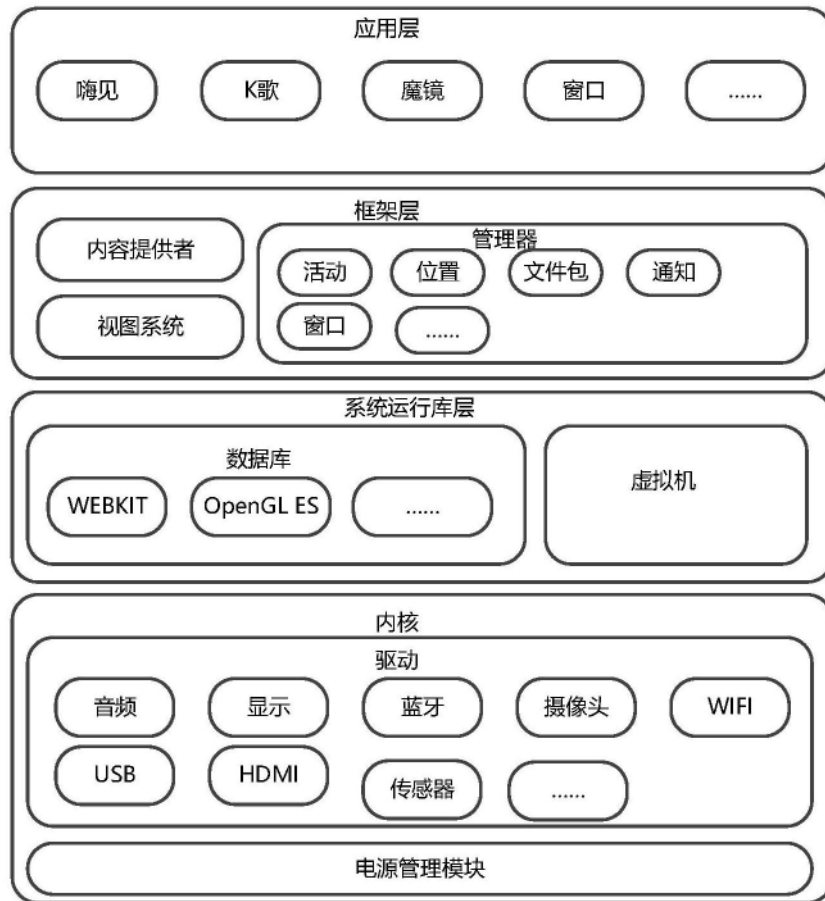 应用层
嗨见 K歌 魔镜 窗口 ......
框架层
内容提供者
管理器
活动 位置 文件包 通知
视图系统
窗口 ......
系统运行库层
数据库
虚拟机
WEBKIT OpenGL ES ......
内核
驱动
音频 显示 蓝牙 摄像头 WIFI
USB HDMI 传感器 ......
电源管理模块